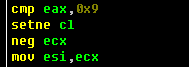 cmp eax,0x9
setne cl
neg ecx
mov esi,ecx